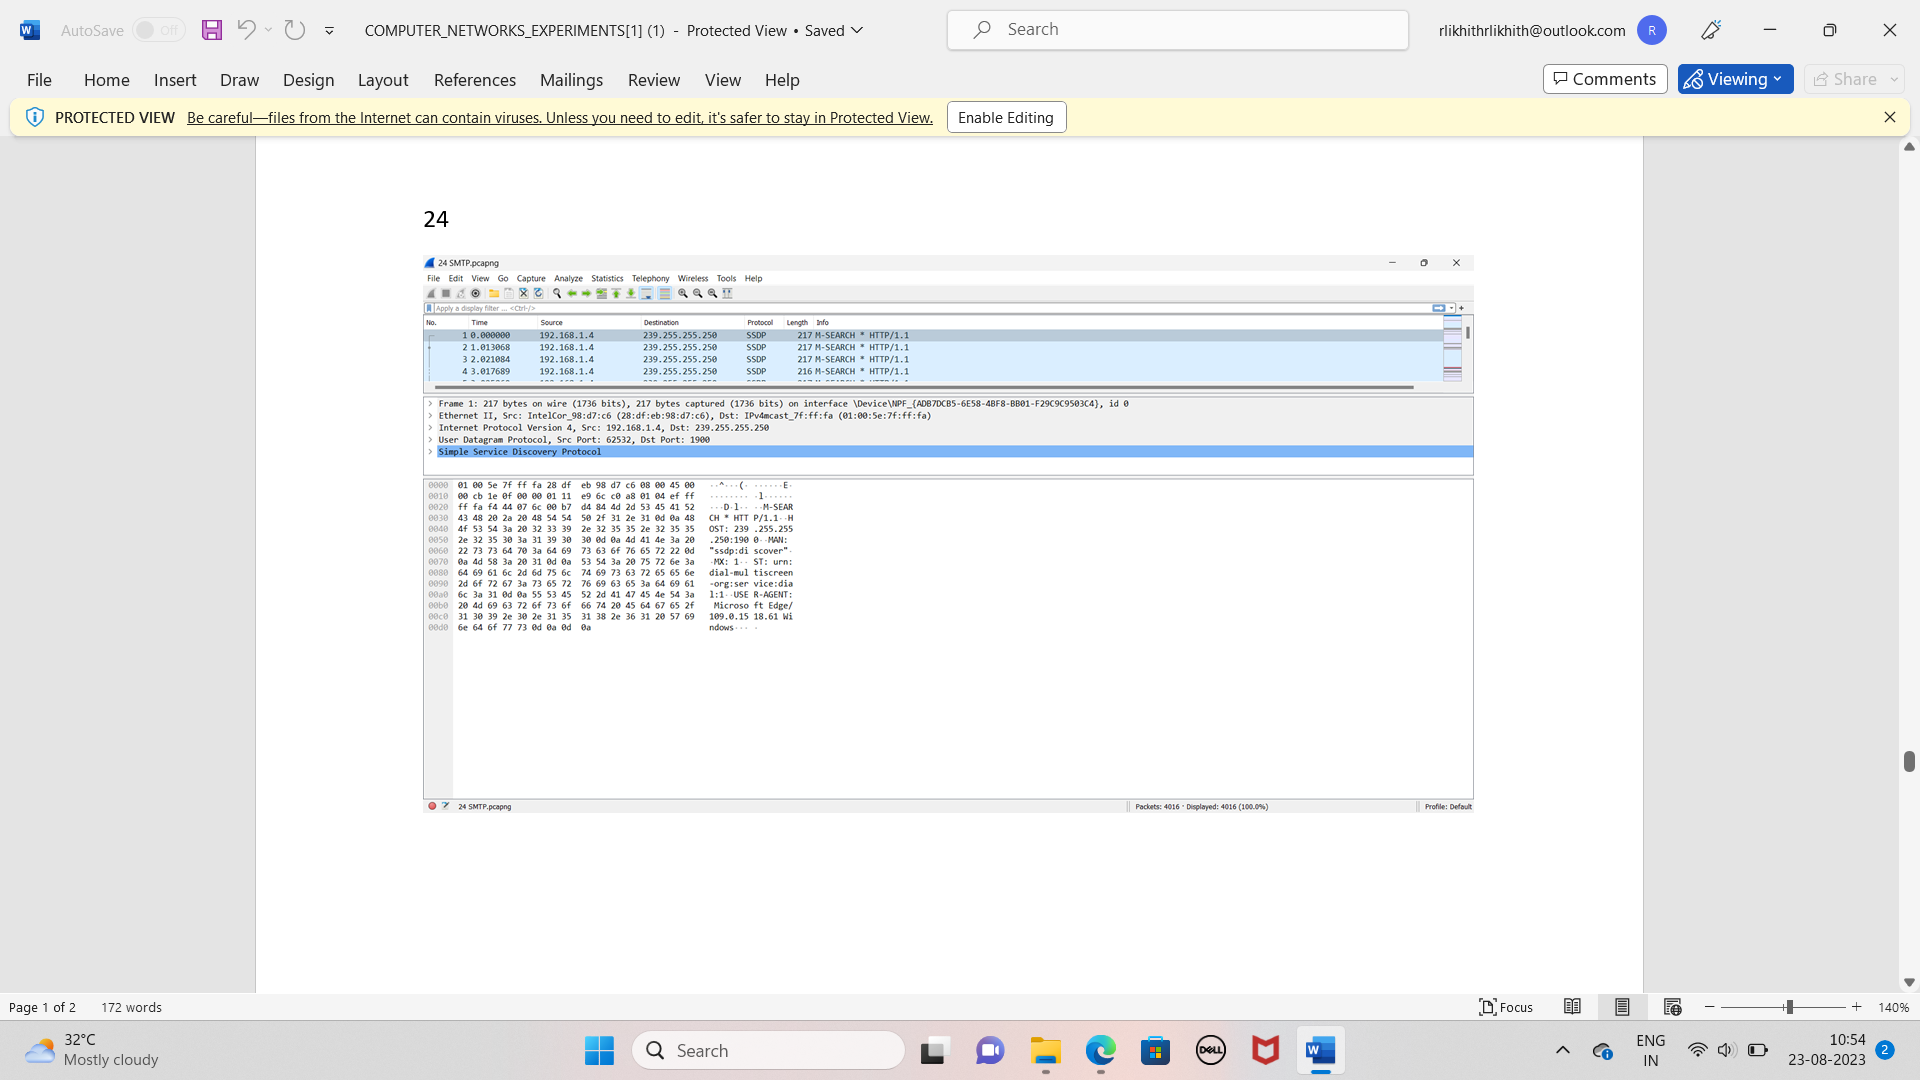 AutoSave Off COMPUTER_NETWORKS_EXPERIMENTS[1] (1) - Protected View • Saved Search rlikhithrlikhith@outlook.com R
File Home Insert Draw Design Layout References Mailings Review View Help Comments Viewing Share
PROTECTED VIEW Be careful—files from the Internet can contain viruses. Unless you need to edit, it's safer to stay in Protected View. Enable Editing
24
24 SMTP.pcapng
File Edit View Go Capture Analyze Statistics Telephony Wireless Tools Help
Apply a display filter ... <Ctrl-/>
No. Time Source Destination Protocol Length Info
1 0.000000 192.168.1.4 239.255.255.250 SSDP 217 M-SEARCH * HTTP/1.1
2 1.013068 192.168.1.4 239.255.255.250 SSDP 217 M-SEARCH * HTTP/1.1
3 2.021084 192.168.1.4 239.255.255.250 SSDP 217 M-SEARCH * HTTP/1.1
4 3.017689 192.168.1.4 239.255.255.250 SSDP 216 M-SEARCH * HTTP/1.1
Frame 1: 217 bytes on wire (1736 bits), 217 bytes captured (1736 bits) on interface \Device\NPF_{ADB7DCB5-6E58-4BF8-BB01-F29C9C9503C4}, id 0
Ethernet II, Src: IntelCor_98:d7:c6 (28:df:eb:98:d7:c6), Dst: IPv4mcast_7f:ff:fa (01:00:5e:7f:ff:fa)
Internet Protocol Version 4, Src: 192.168.1.4, Dst: 239.255.255.250
User Datagram Protocol, Src Port: 62532, Dst Port: 1900
Simple Service Discovery Protocol
0000 01 00 5e 7f ff fa 28 df eb 98 d7 c6 08 00 45 00 ··^···(· ······E·
0010 00 cb 1e 0f 00 00 01 11 e9 6c c0 a8 01 04 ef ff ········ ·l······
0020 ff fa f4 44 07 6c 00 b7 d4 84 4d 2d 53 45 41 52 ···D·l·· ··M-SEAR
0030 43 48 20 2a 20 48 54 54 50 2f 31 2e 31 0d 0a 48 CH * HTT P/1.1··H
0040 4f 53 54 3a 20 32 33 39 2e 32 35 35 2e 32 35 35 OST: 239 .255.255
0050 2e 32 35 30 3a 31 39 30 30 0d 0a 4d 41 4e 3a 20 .250:190 0··MAN:
0060 22 73 73 64 70 3a 64 69 73 63 6f 76 65 72 22 0d "ssdp:di scover"·
0070 0a 4d 58 3a 20 31 0d 0a 53 54 3a 20 75 72 6e 3a ·MX: 1·· ST: urn:
0080 64 69 61 6c 2d 6d 75 6c 74 69 73 63 72 65 65 6e dial-mul tiscreen
0090 2d 6f 72 67 3a 73 65 72 76 69 63 65 3a 64 69 61 -org:ser vice:dia
00a0 6c 3a 31 0d 0a 55 53 45 52 2d 41 47 45 4e 54 3a l:1··USE R-AGENT:
00b0 20 4d 69 63 72 6f 73 6f 66 74 20 45 64 67 65 2f Microso ft Edge/
00c0 31 30 39 2e 30 2e 31 35 31 38 2e 36 31 20 57 69 109.0.15 18.61 Wi
00d0 6e 64 6f 77 73 0d 0a 0d 0a ndows··· ·
24 SMTP.pcapng Packets: 4016 · Displayed: 4016 (100.0%) Profile: Default
Page 1 of 2 172 words Focus 140%
32°C
Mostly cloudy
Search
DELL
ENG
IN
10:54
23-08-2023
2